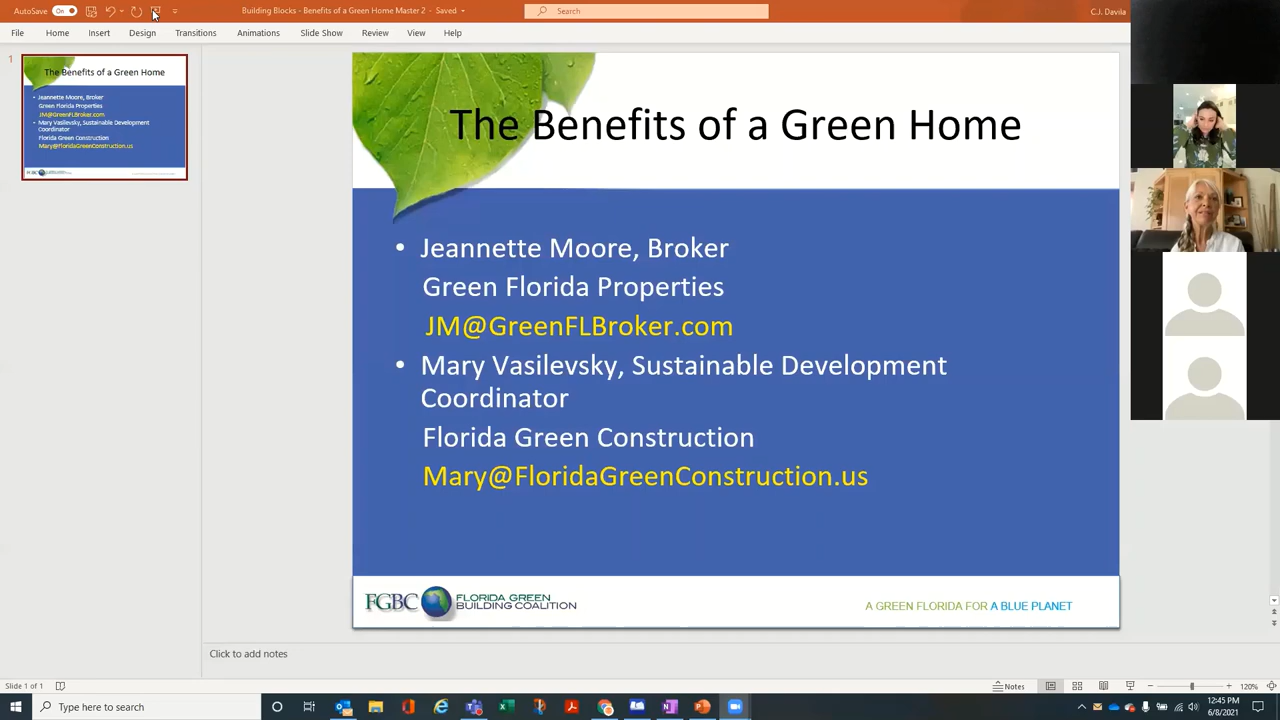 AutoSave On
Building Blocks - Benefits of a Green Home Master 2 - Saved
Search
C.J. Davila
File Home Insert Design Transitions Animations Slide Show Review View Help
1
The Benefits of a Green Home
• Jeannette Moore, Broker
Green Florida Properties
JM@GreenFLBroker.com
• Mary Vasilevsky, Sustainable Development
Coordinator
Florida Green Construction
Mary@FloridaGreenConstruction.us
The Benefits of a Green Home
• Jeannette Moore, Broker
Green Florida Properties
JM@GreenFLBroker.com
• Mary Vasilevsky, Sustainable Development
Coordinator
Florida Green Construction
Mary@FloridaGreenConstruction.us
FGBC FLORIDA GREEN
BUILDING COALITION
A GREEN FLORIDA FOR A BLUE PLANET
Click to add notes
Slide 1 of 1
Notes
120%
Type here to search
12:45 PM
6/8/2021